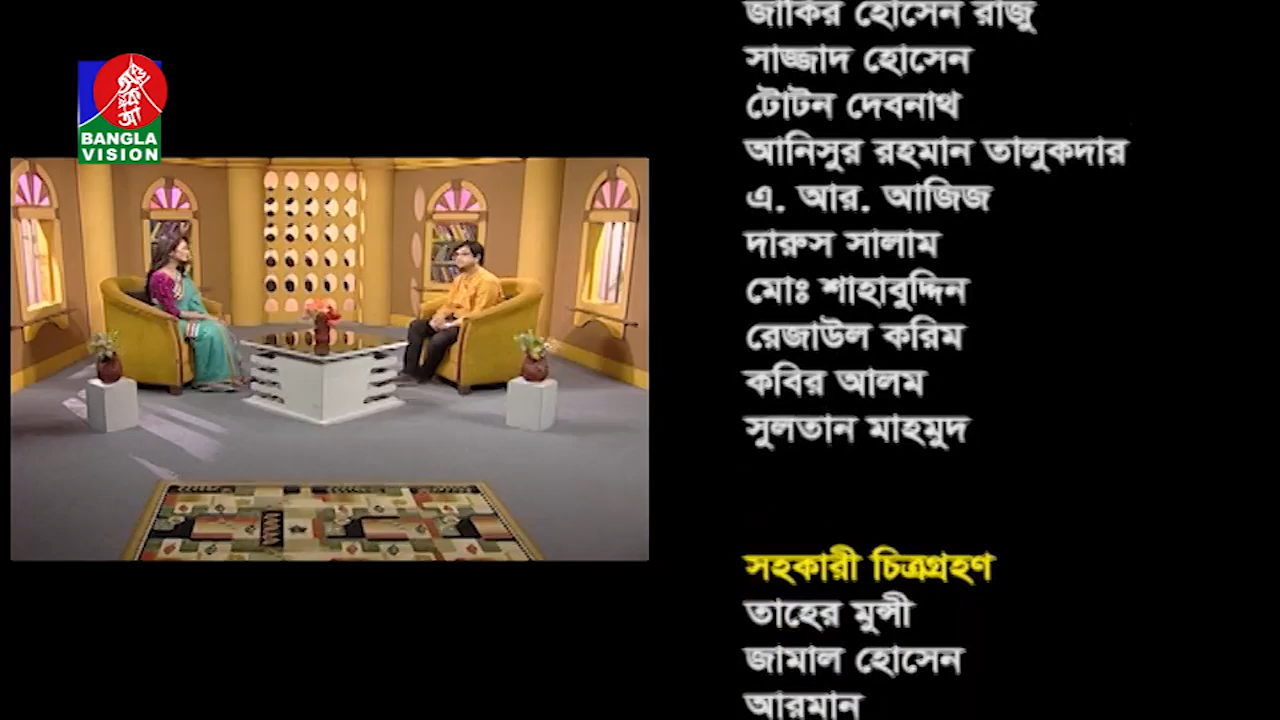 BANGLA
VISION
জাকির হোসেন রাজু
সাজ্জাদ হোসেন
টোটন দেবনাথ
আনিসুর রহমান তালুকদার
এ. আর. আজিজ
দারুস সালাম
মোঃ শাহাবুদ্দিন
রেজাউল করিম
কবির আলম
সুলতান মাহমুদ
সহকারী চিত্রগ্রহণ
তাহের মুন্সী
জামাল হোসেন
আরমান